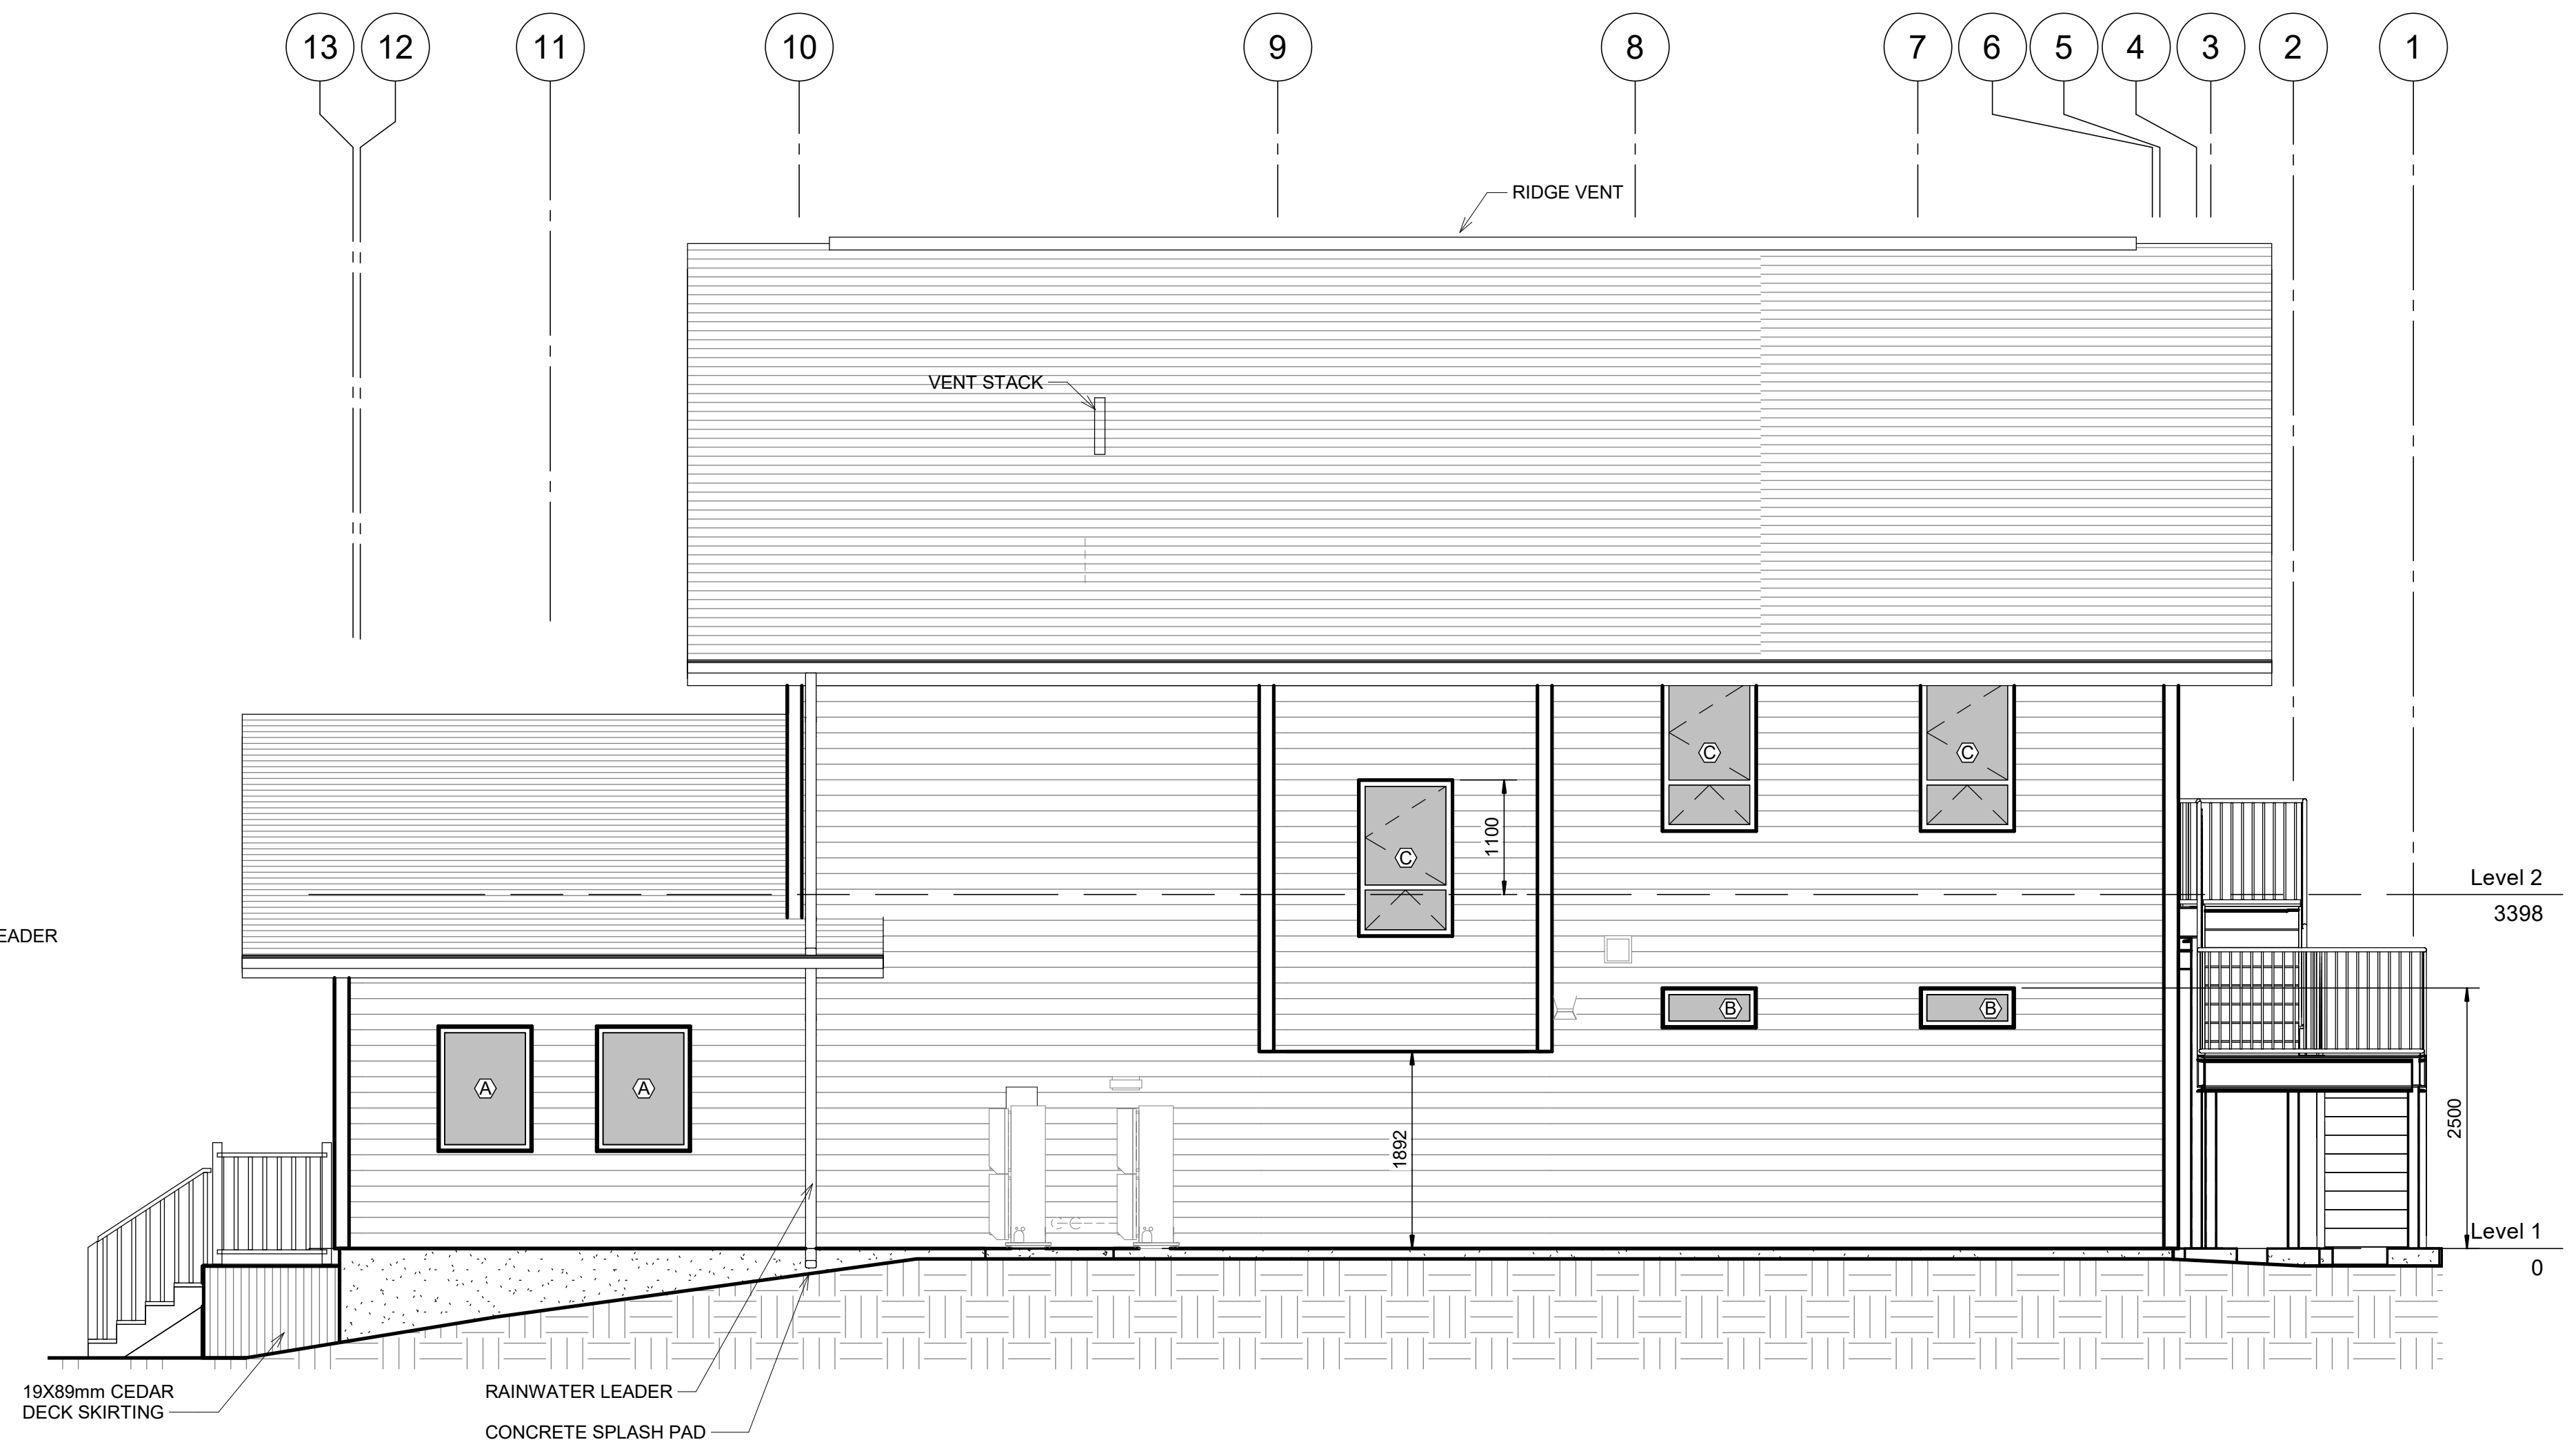 13 12 11 10 9 8 7 6 5 4 3 2 1
RIDGE VENT
VENT STACK
C C
C
1100
Level 2
3398
EADER
B B
A A
1892
2500
Level 1
0
19X89mm CEDAR
DECK SKIRTING
RAINWATER LEADER
CONCRETE SPLASH PAD